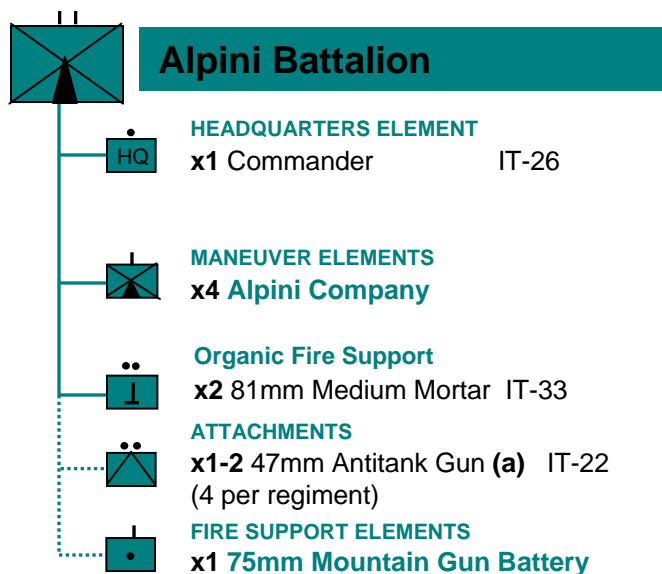 Alpini Battalion
HEADQUARTERS ELEMENT
HQ
x1 Commander IT-26
MANEUVER ELEMENTS
x4 Alpini Company
Organic Fire Support
x2 81mm Medium Mortar IT-33
ATTACHMENTS
x1-2 47mm Antitank Gun (a) IT-22
(4 per regiment)
FIRE SUPPORT ELEMENTS
x1 75mm Mountain Gun Battery